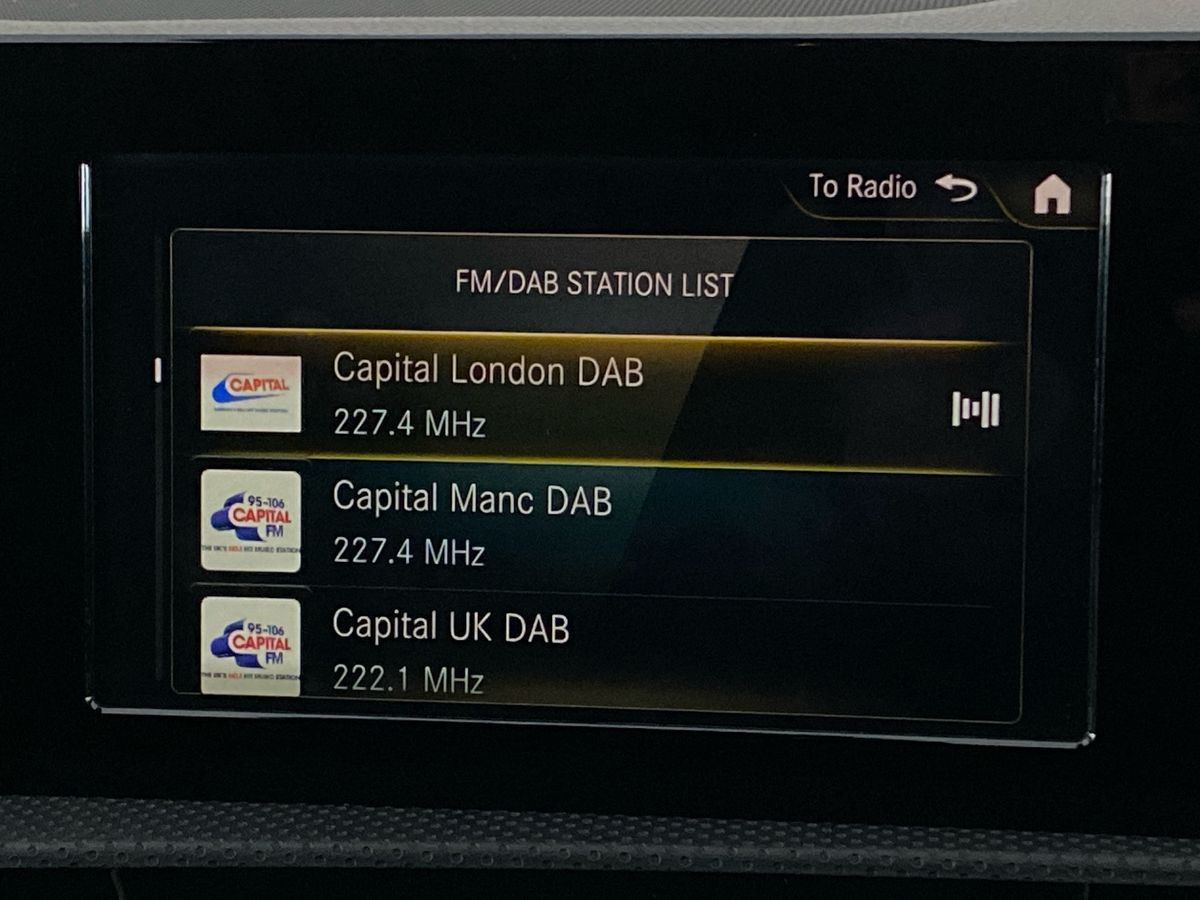 To Radio
FM/DAB STATION LIST
CAPITAL
Capital London DAB
227.4 MHz
95-106
CAPITAL
FM
Capital Manc DAB
227.4 MHz
95-106
CAPITAL
FM
Capital UK DAB
222.1 MHz